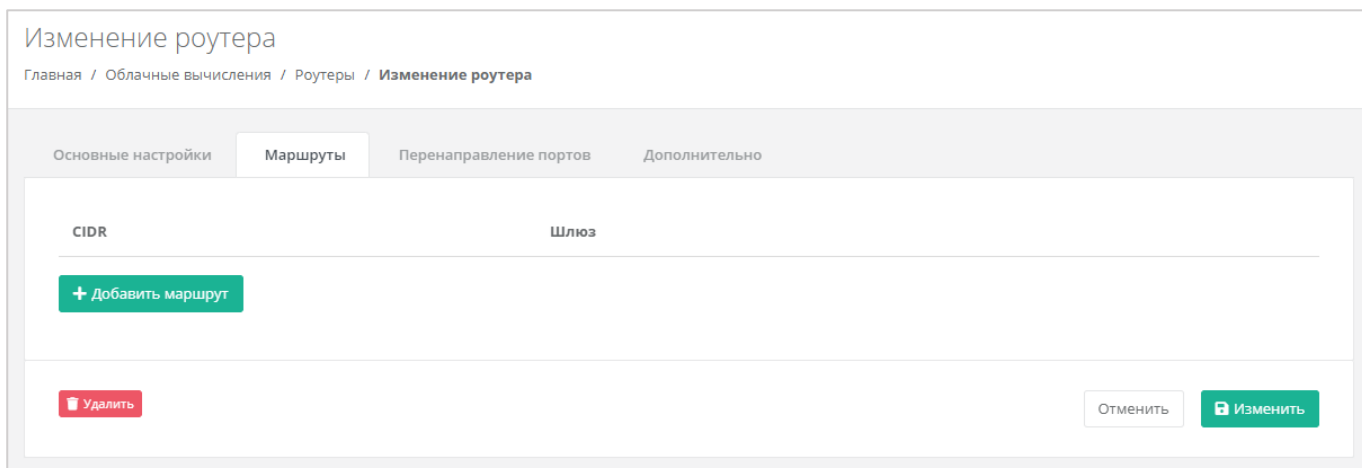 Изменение роутера
Главная / Облачные вычисления / Роутеры / Изменение роутера
Основные настройки Маршруты Перенаправление портов Дополнительно
CIDR Шлюз
+ Добавить маршрут
Удалить Отменить Изменить